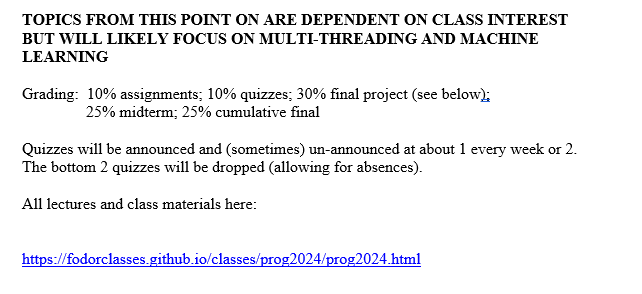 TOPICS FROM THIS POINT ON ARE DEPENDENT ON CLASS INTEREST
BUT WILL LIKELY FOCUS ON MULTI-THREADING AND MACHINE
LEARNING
Grading:  10% assignments; 10% quizzes; 30% final project (see below);
25% midterm; 25% cumulative final
Quizzes will be announced and (sometimes) un-announced at about 1 every week or 2.
The bottom 2 quizzes will be dropped (allowing for absences).
All lectures and class materials here:
https://fodorclasses.github.io/classes/prog2024/prog2024.html